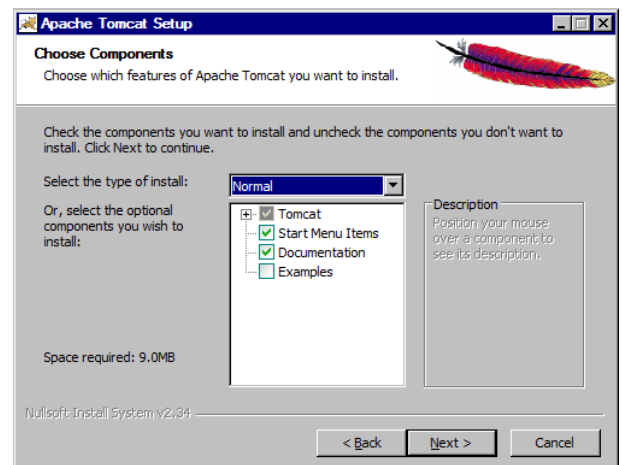 Apache Tomcat Setup
Choose Components
Choose which features of Apache Tomcat you want to install.
Check the components you want to install and uncheck the components you don't want to
install. Click Next to continue.
Select the type of install:
Normal
Or, select the optional
components you wish to
install:
Tomcat
Start Menu Items
Documentation
Examples
Description
Position your mouse
over a component to
see its description.
Space required: 9.0MB
Nullsoft Install System v2.34
< Back
Next >
Cancel